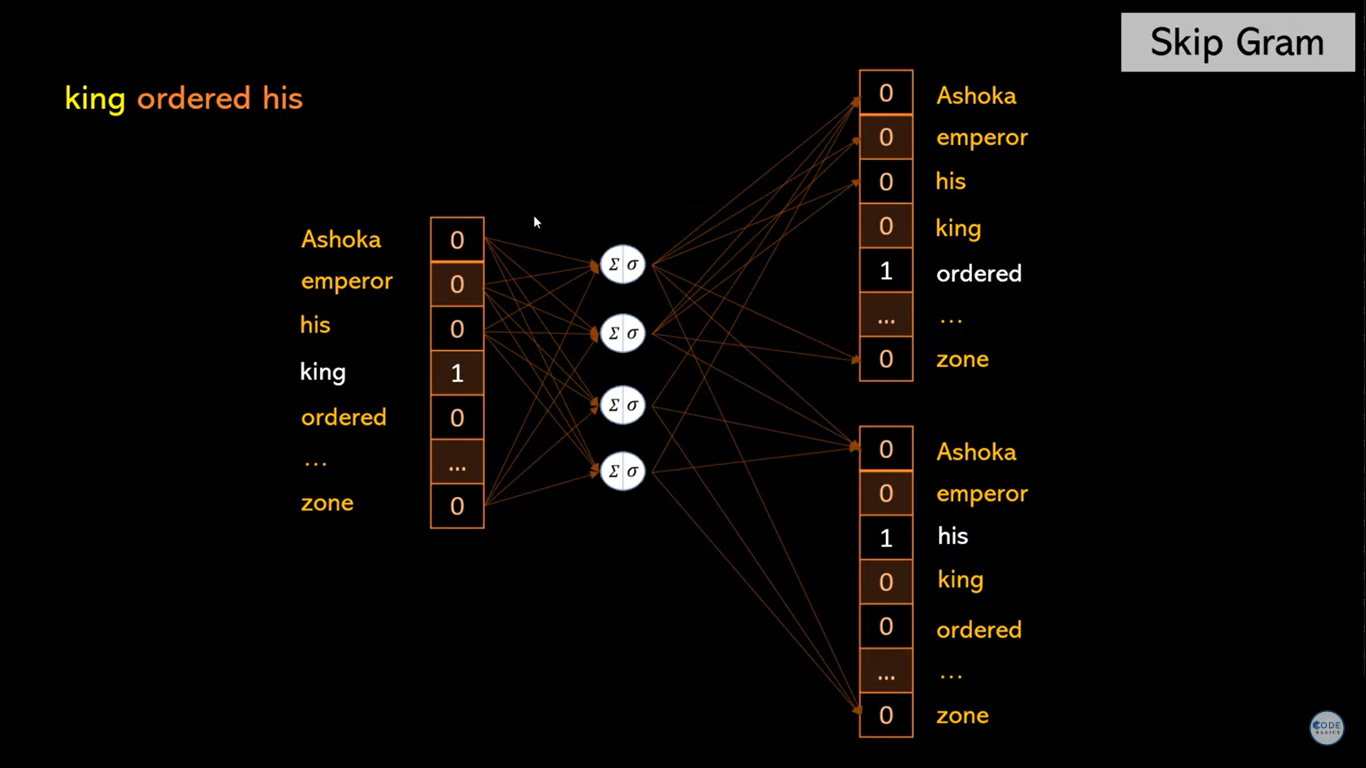 Skip Gram
king ordered his
Ashoka 0
emperor 0
his 0
king 1
ordered 0
... ...
zone 0
Σ σ
Σ σ
Σ σ
Σ σ
0 Ashoka
0 emperor
0 his
0 king
1 ordered
... ...
0 zone
0 Ashoka
0 emperor
1 his
0 king
0 ordered
... ...
0 zone
CODE
BASICS